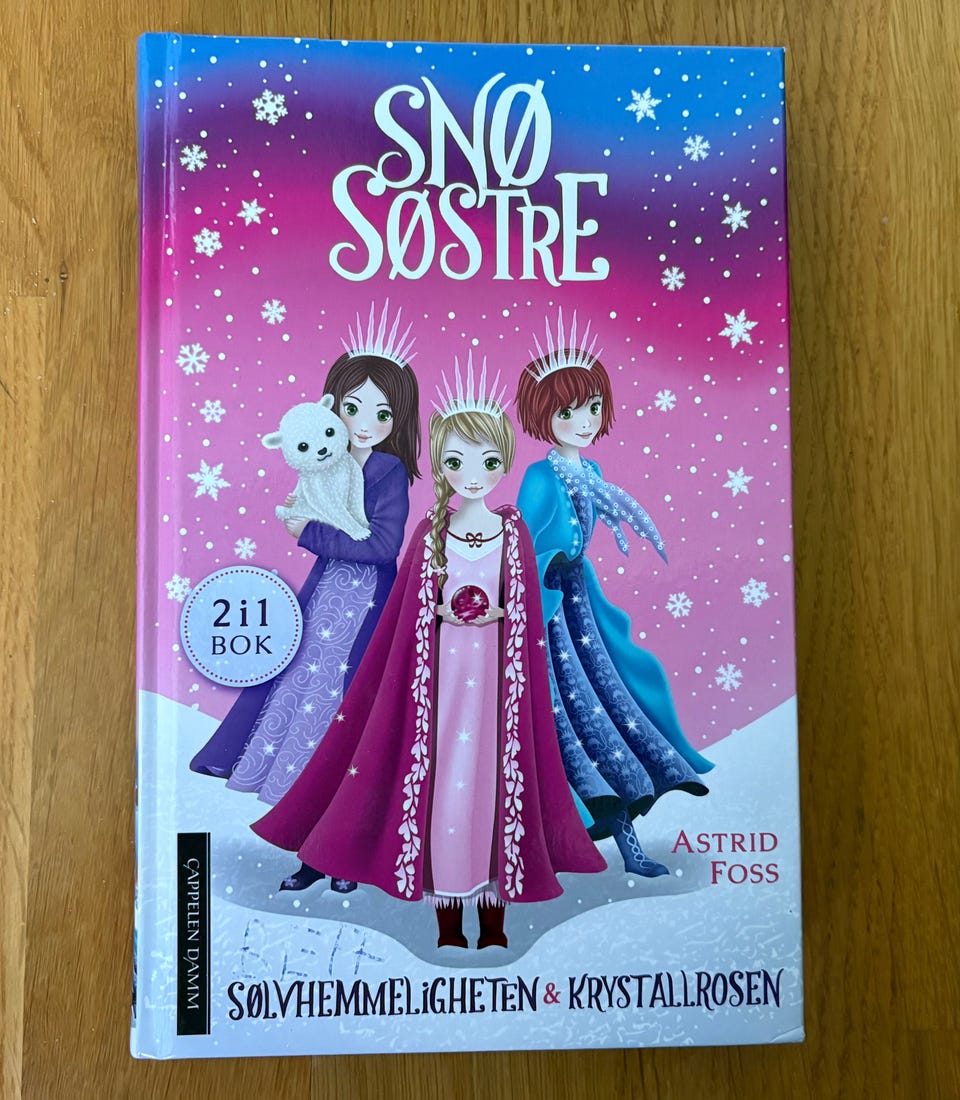 SNØ
SØSTRE
2 i 1
BOK
ASTRID
FOSS
CAPPELEN DAMM
SØLVHEMMELIGHETEN & KRYSTALLROSEN